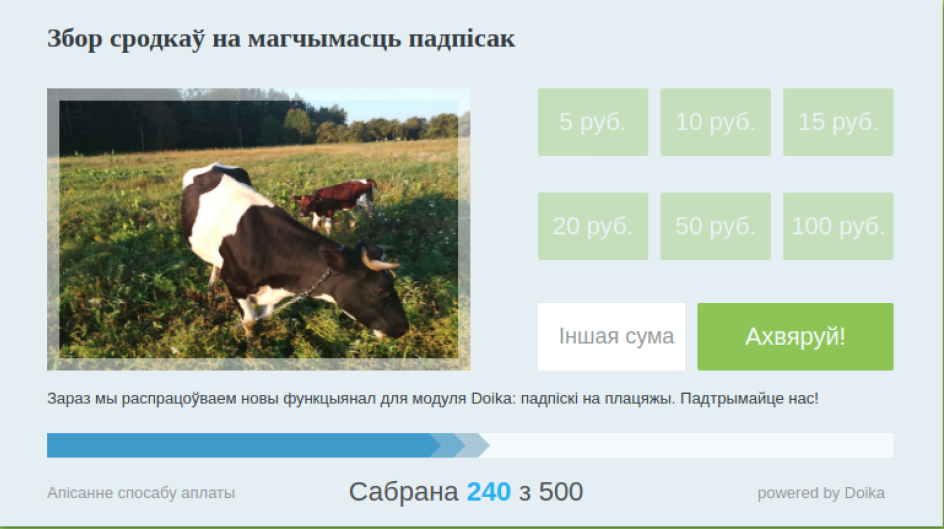 Збор сродкаў на магчымасць падпісак
5 руб.
10 руб.
15 руб.
20 руб.
50 руб.
100 руб.
Іншая сума
Ахвяруй!
Зараз мы распрацоўваем новы функцыянал для модуля Doika: падпіскі на плацяжы. Падтрымайце нас!
Апісанне спосабу аплаты
Сабрана 240 з 500
powered by Doika